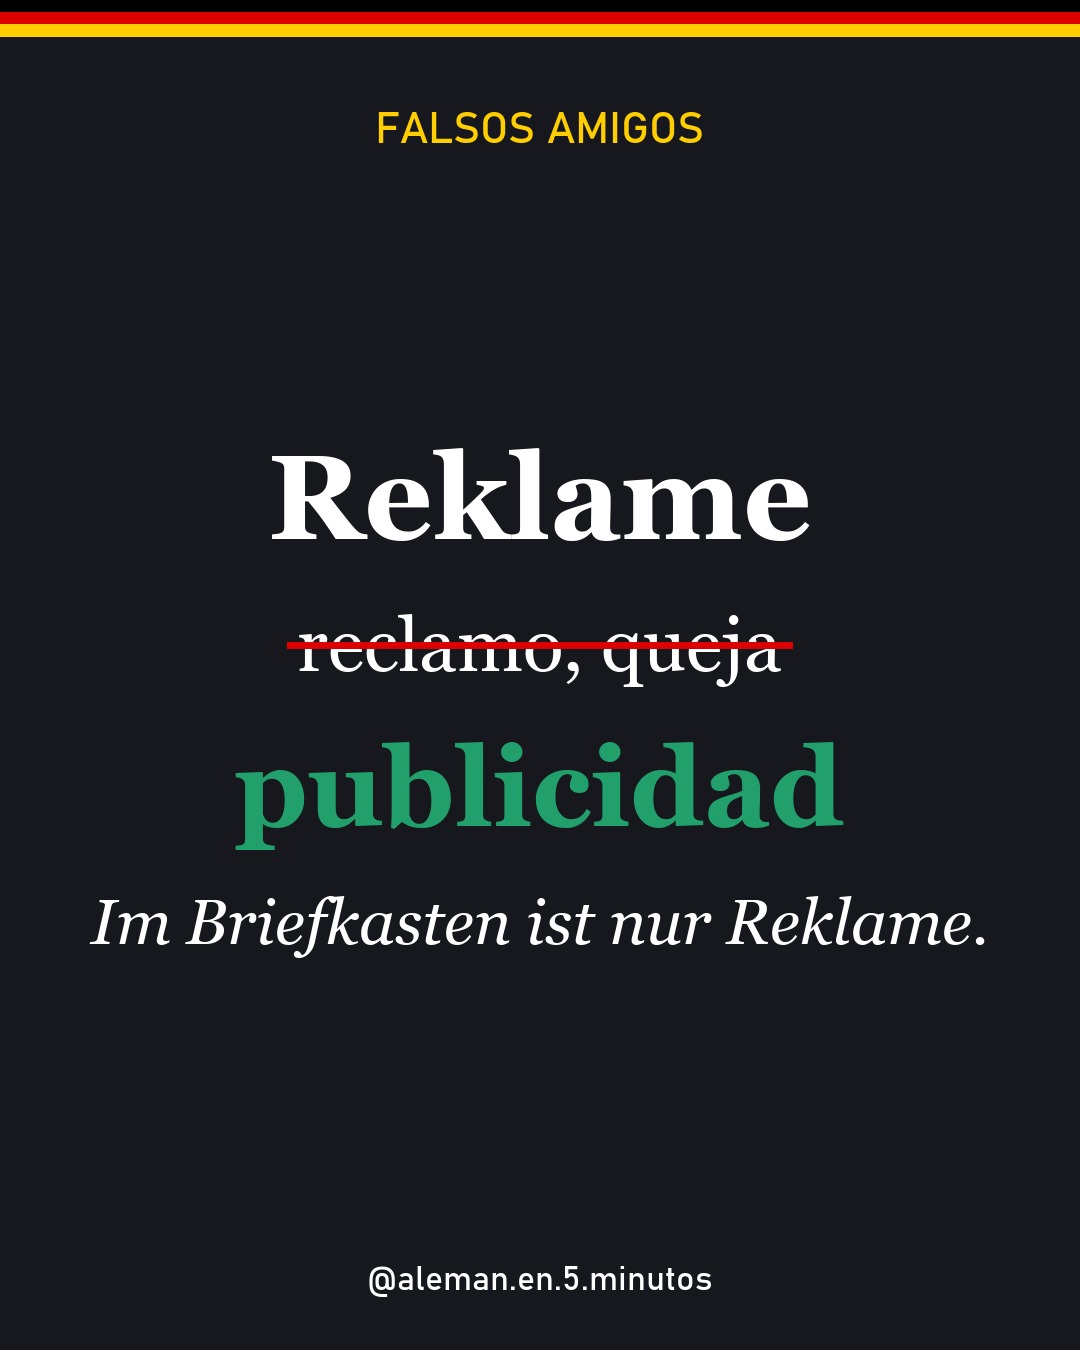 FALSOS AMIGOS
Reklame
reclamo, queja
publicidad
Im Briefkasten ist nur Reklame.
@aleman.en.5.minutos